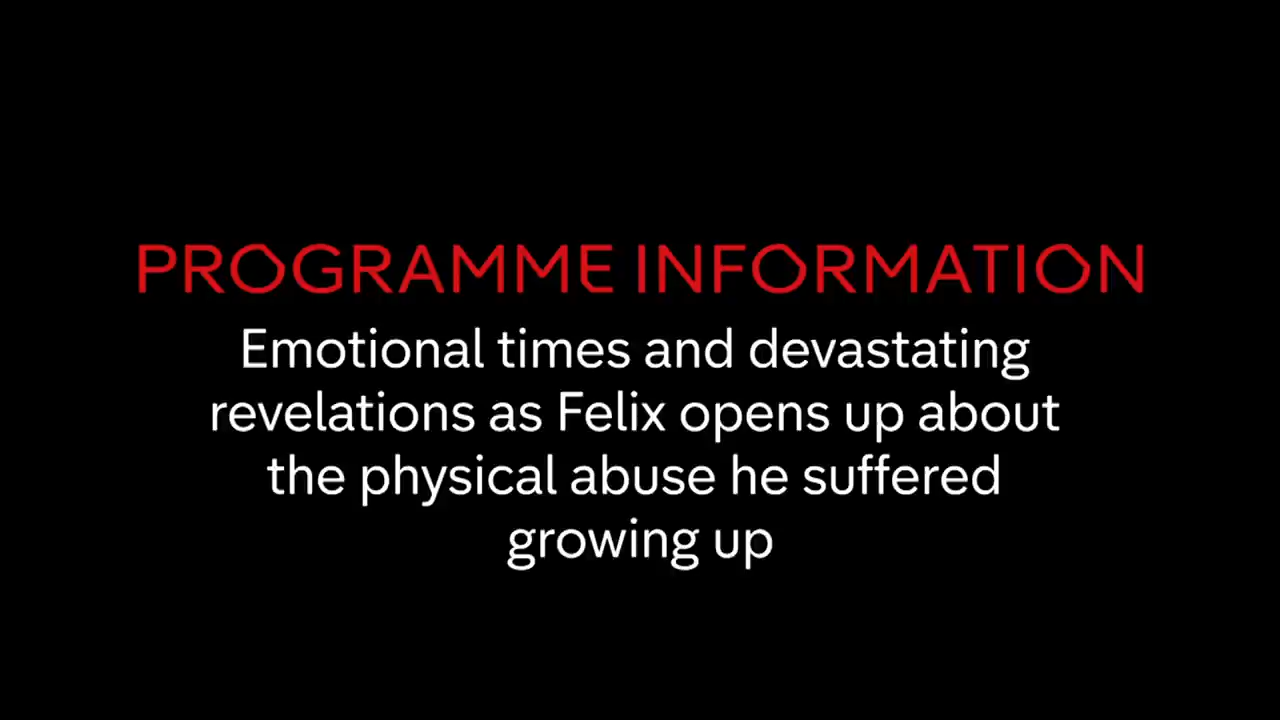 PROGRAMME INFORMATION
Emotional times and devastating
revelations as Felix opens up about
the physical abuse he suffered
growing up